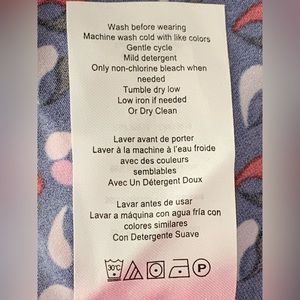 Wash before wearing
Machine wash cold with like colors
Gentle cycle
Mild detergent
Only non-chlorine bleach when
needed
Tumble dry low
Low iron if needed
Or Dry Clean
Laver avant de porter
Laver à la machine à l'eau froide
avec des couleurs
semblables
Avec Un Détergent Doux
Lavar antes de usar
Lavar a máquina con agua fría con
colores similares
Con Detergente Suave
30°C
P